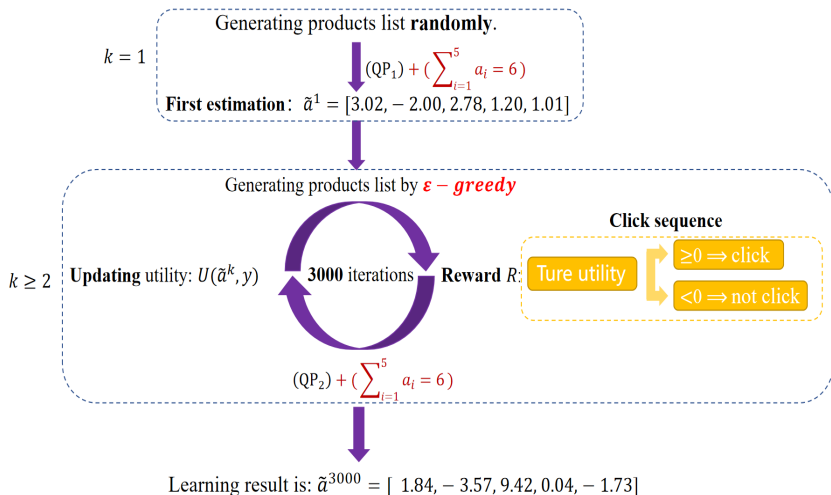 Generating products list randomly.
k = 1
(QP₁) + (∑_{i=1}^{5} a_i = 6)
First estimation: ã¹ = [3.02, − 2.00, 2.78, 1.20, 1.01]
Generating products list by ε − greedy
Click sequence
k ≥ 2
Updating utility: U(ã^k, y)
3000 iterations
Reward R:
Ture utility
≥0 ⟹ click
<0 ⟹ not click
(QP₂) + (∑_{i=1}^{5} a_i = 6)
Learning result is: ã³⁰⁰⁰ = [ 1.84, − 3.57, 9.42, 0.04, − 1.73]